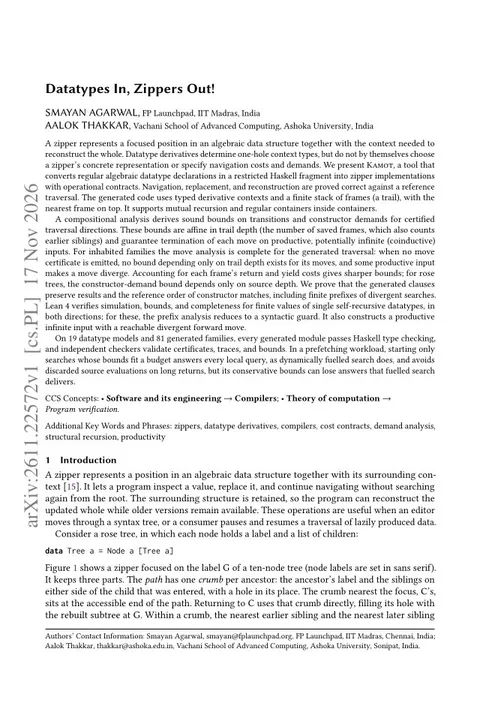 arXiv:2611.22572v1 [cs.PL] 17 Nov 2026
Datatypes In, Zippers Out!
SMAYAN AGARWAL, FP Launchpad, IIT Madras, India
AALOK THAKKAR, Vachani School of Advanced Computing, Ashoka University, India
A zipper represents a focused position in an algebraic data structure together with the context needed to
reconstruct the whole. Datatype derivatives determine one-hole context types, but do not by themselves choose
a zipper's concrete representation or specify navigation costs and demands. We present KAMOT, a tool that
converts regular algebraic datatype declarations in a restricted Haskell fragment into zipper implementations
with operational contracts. Navigation, replacement, and reconstruction are proved correct against a reference
traversal. The generated code uses typed derivative contexts and a finite stack of frames (a trail), with the
nearest frame on top. It supports mutual recursion and regular containers inside containers.
A compositional analysis derives sound bounds on transitions and constructor demands for certified
traversal directions. These bounds are affine in trail depth (the number of saved frames, which also counts
earlier siblings) and guarantee termination of each move on productive, potentially infinite (coinductive)
inputs. For inhabited families the move analysis is complete for the generated traversal: when no move
certificate is emitted, no bound depending only on trail depth exists for its moves, and some productive input
makes a move diverge. Accounting for each frame's return and yield costs gives sharper bounds; for rose
trees, the constructor-demand bound depends only on source depth. We prove that the generated clauses
preserve results and the reference order of constructor matches, including finite prefixes of divergent searches.
Lean 4 verifies simulation, bounds, and completeness for finite values of single self-recursive datatypes, in
both directions; for these, the prefix analysis reduces to a syntactic guard. It also constructs a productive
infinite input with a reachable divergent forward move.
On 19 datatype models and 81 generated families, every generated module passes Haskell type checking,
and independent checkers validate certificates, traces, and bounds. In a prefetching workload, starting only
searches whose bounds fit a budget answers every local query, as dynamically fuelled search does, and avoids
discarded source evaluations on long returns, but its conservative bounds can lose answers that fuelled search
delivers.
CCS Concepts: • Software and its engineering → Compilers; • Theory of computation →
Program verification.
Additional Key Words and Phrases: zippers, datatype derivatives, compilers, cost contracts, demand analysis,
structural recursion, productivity
1 Introduction
A zipper represents a position in an algebraic data structure together with its surrounding con-
text [15]. It lets a program inspect a value, replace it, and continue navigating without searching
again from the root. The surrounding structure is retained, so the program can reconstruct the
updated whole while older versions remain available. These operations are useful when an editor
moves through a syntax tree, or a consumer pauses and resumes a traversal of lazily produced data.
Consider a rose tree, in which each node holds a label and a list of children:
data Tree a = Node a [Tree a]
Figure 1 shows a zipper focused on the label G of a ten-node tree (node labels are set in sans serif).
It keeps three parts. The path has one crumb per ancestor: the ancestor's label and the siblings on
either side of the child that was entered, with a hole in its place. The crumb nearest the focus, C's,
sits at the accessible end of the path. Returning to C uses that crumb directly, filling its hole with
the rebuilt subtree at G. Within a crumb, the nearest earlier sibling and the nearest later sibling
Authors' Contact Information: Smayan Agarwal, smayan@fplaunchpad.org, FP Launchpad, IIT Madras, Chennai, India;
Aalok Thakkar, thakkar@ashoka.edu.in, Vachani School of Advanced Computing, Ashoka University, Sonipat, India.